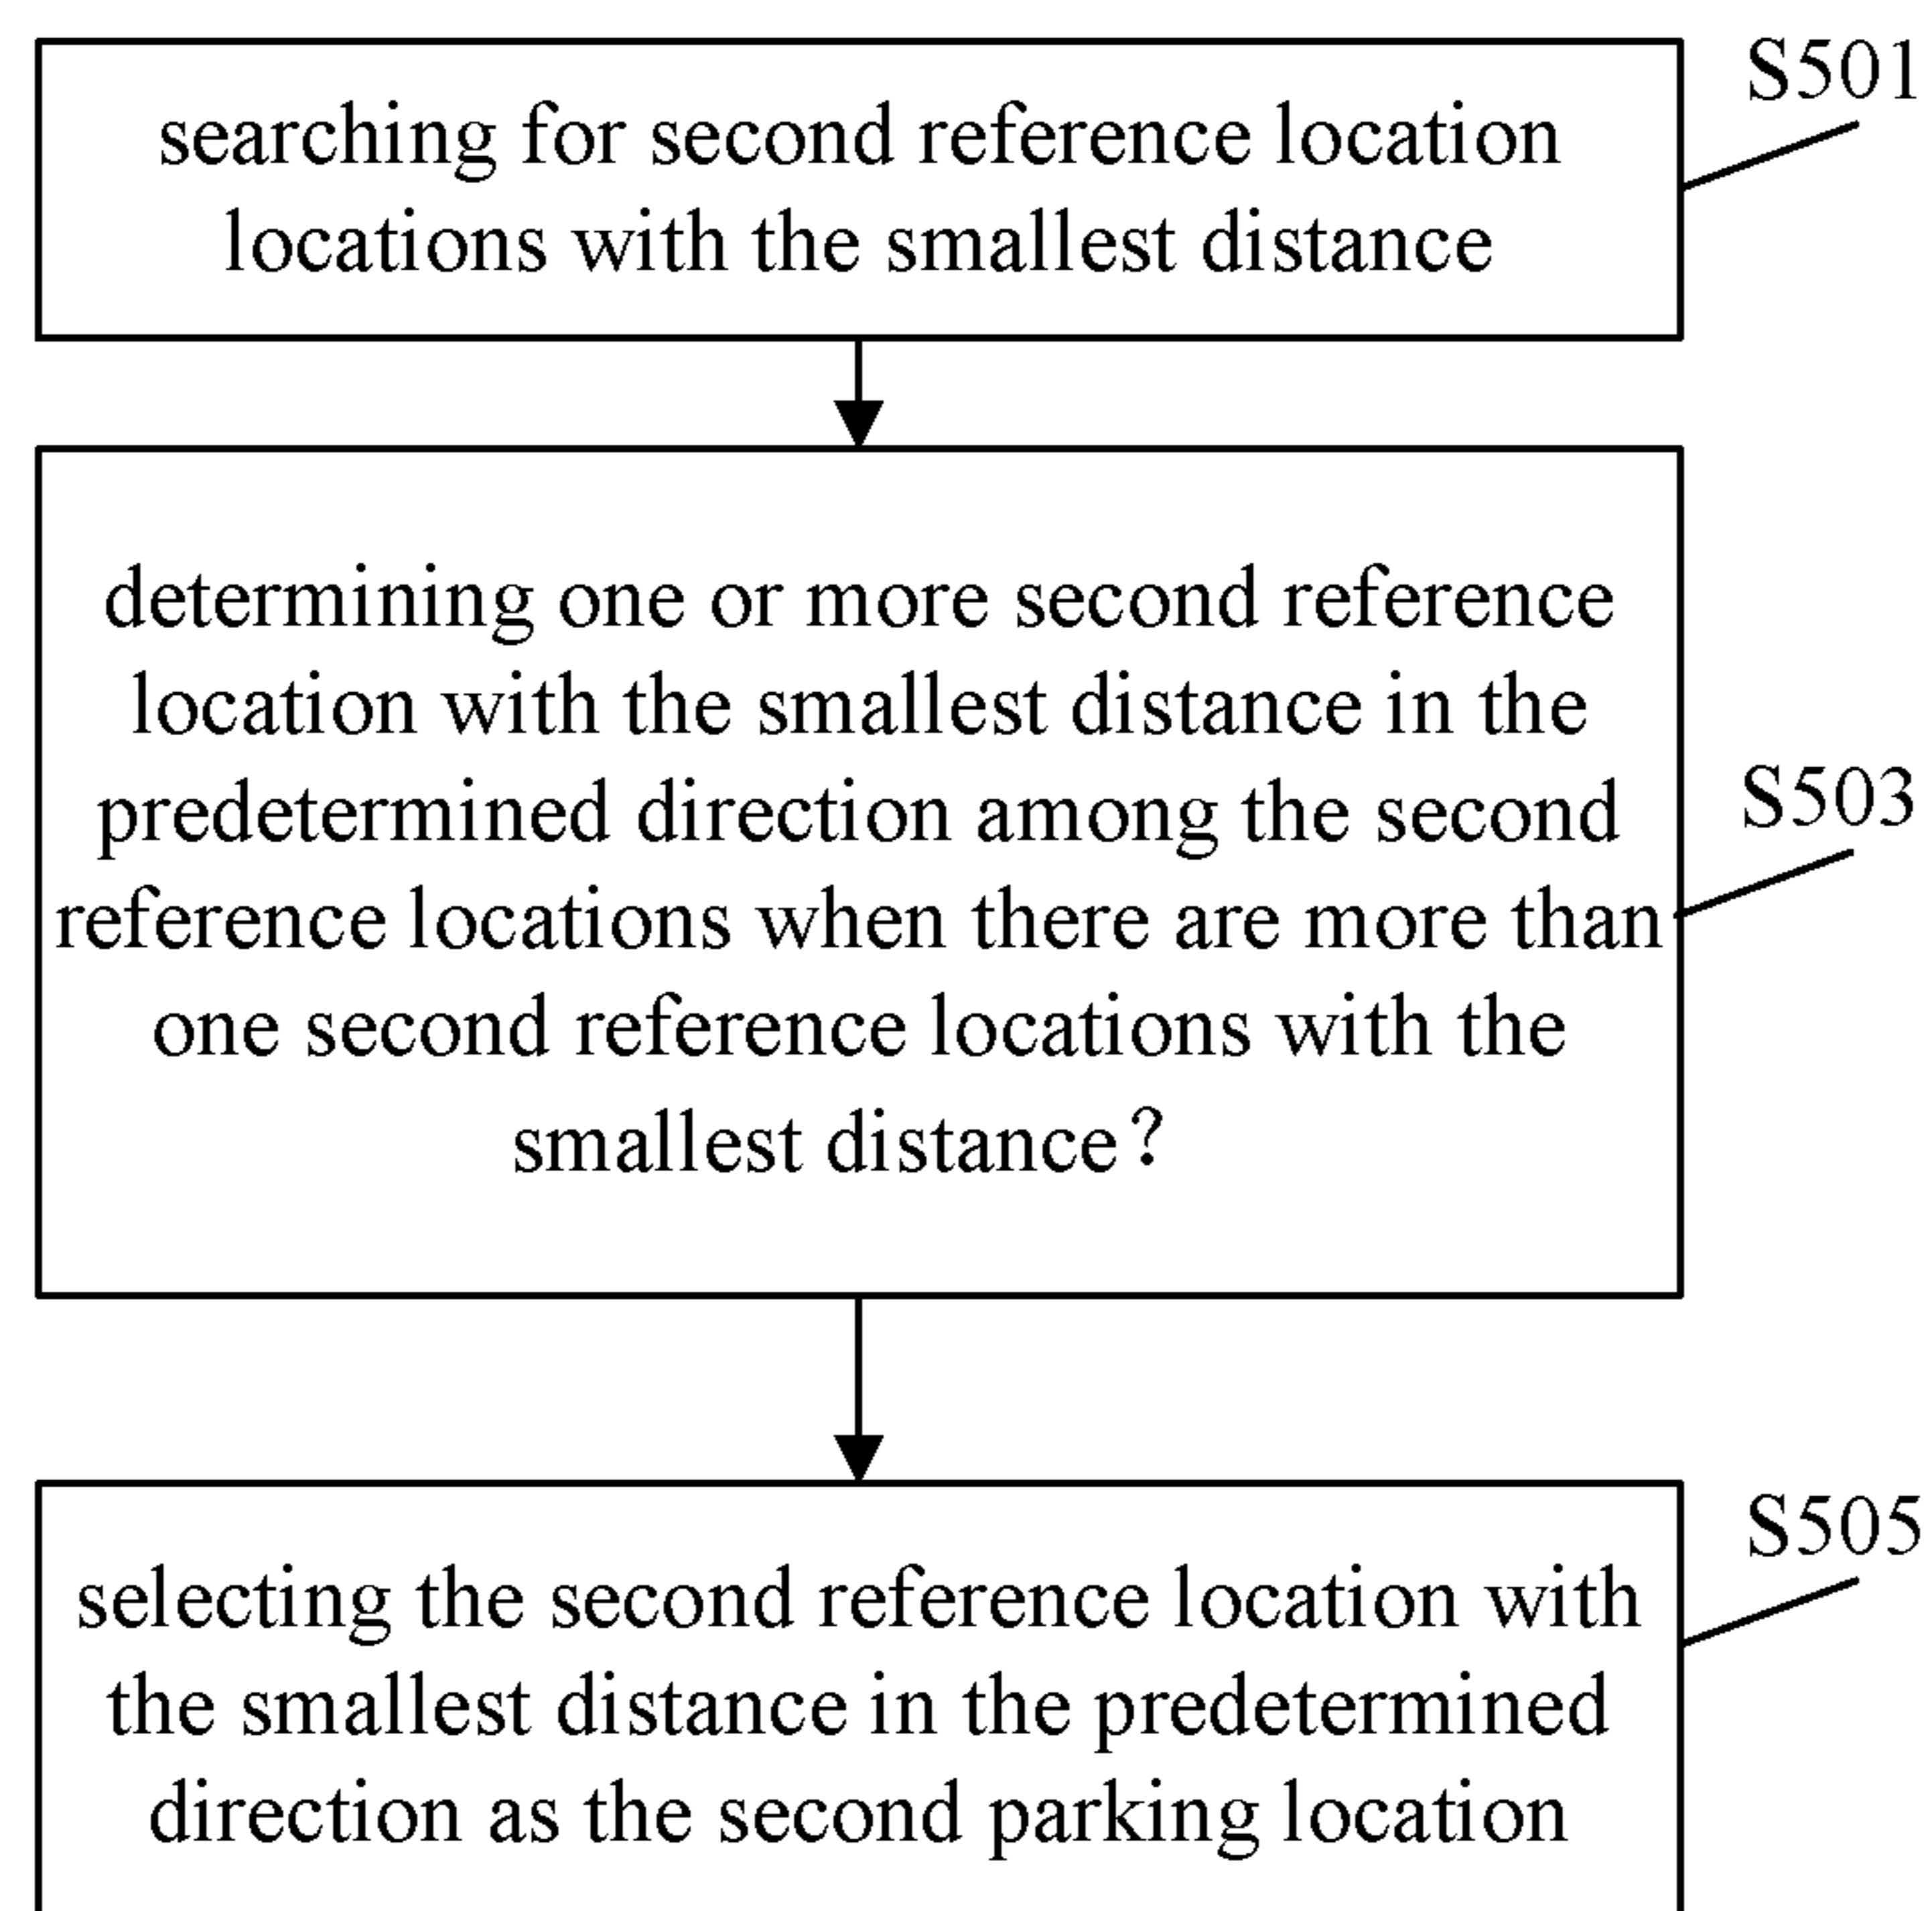 S501
searching for second reference location
locations with the smallest distance
determining one or more second reference
location with the smallest distance in the
predetermined direction among the second
S503
reference locations when there are more than
one second reference locations with the
smallest distance?
S505
selecting the second reference location with
the smallest distance in the predetermined
direction as the second parking location